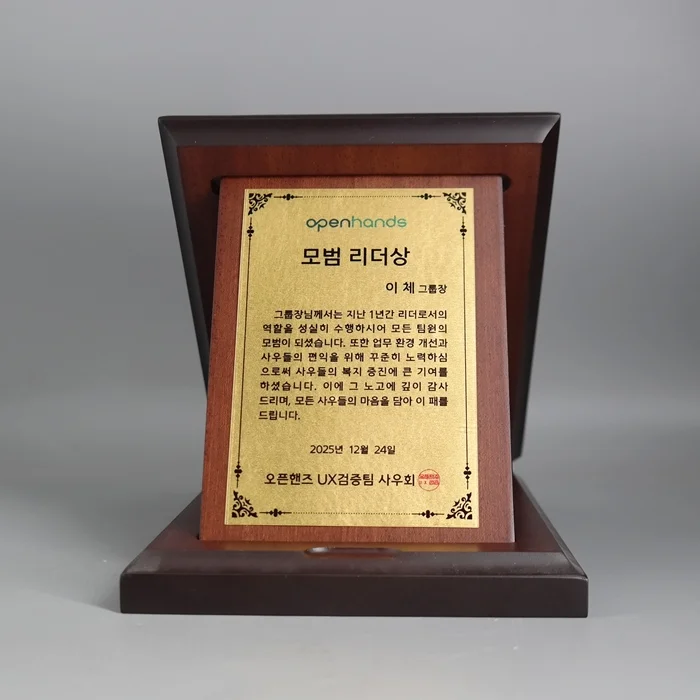 openhands
모범 리더상
이 체 그룹장
그룹장님께서는 지난 1년간 리더로서의
역할을 성실히 수행하시어 모든 팀원의
모범이 되셨습니다. 또한 업무 환경 개선과
사우들의 편익을 위해 꾸준히 노력하심
으로써 사우들의 복지 증진에 큰 기여를
하셨습니다. 이에 그 노고에 깊이 감사
드리며, 모든 사우들의 마음을 담아 이 패를
드립니다.
2025년 12월 24일
오픈핸즈 UX검증팀 사우회